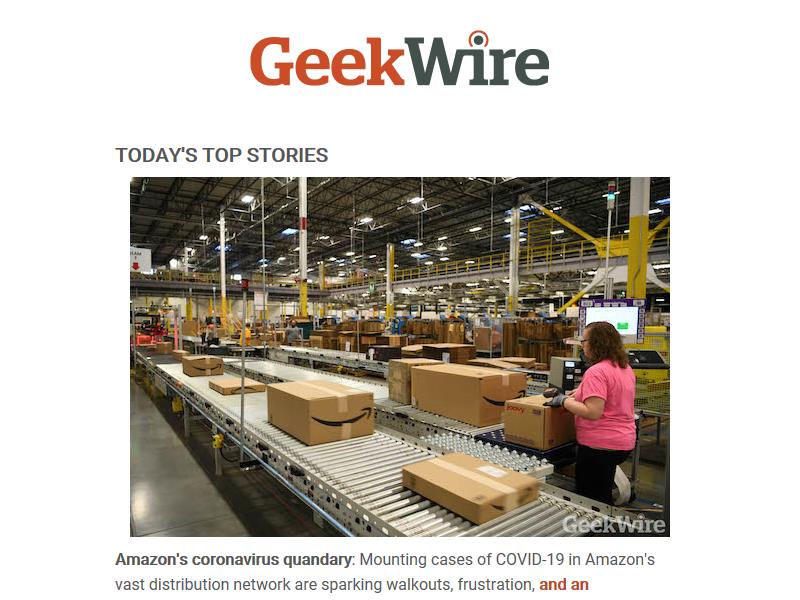 GeekWire
TODAY'S TOP STORIES
joovy
GeekWire
Amazon's coronavirus quandary: Mounting cases of COVID-19 in Amazon's
vast distribution network are sparking walkouts, frustration, and an